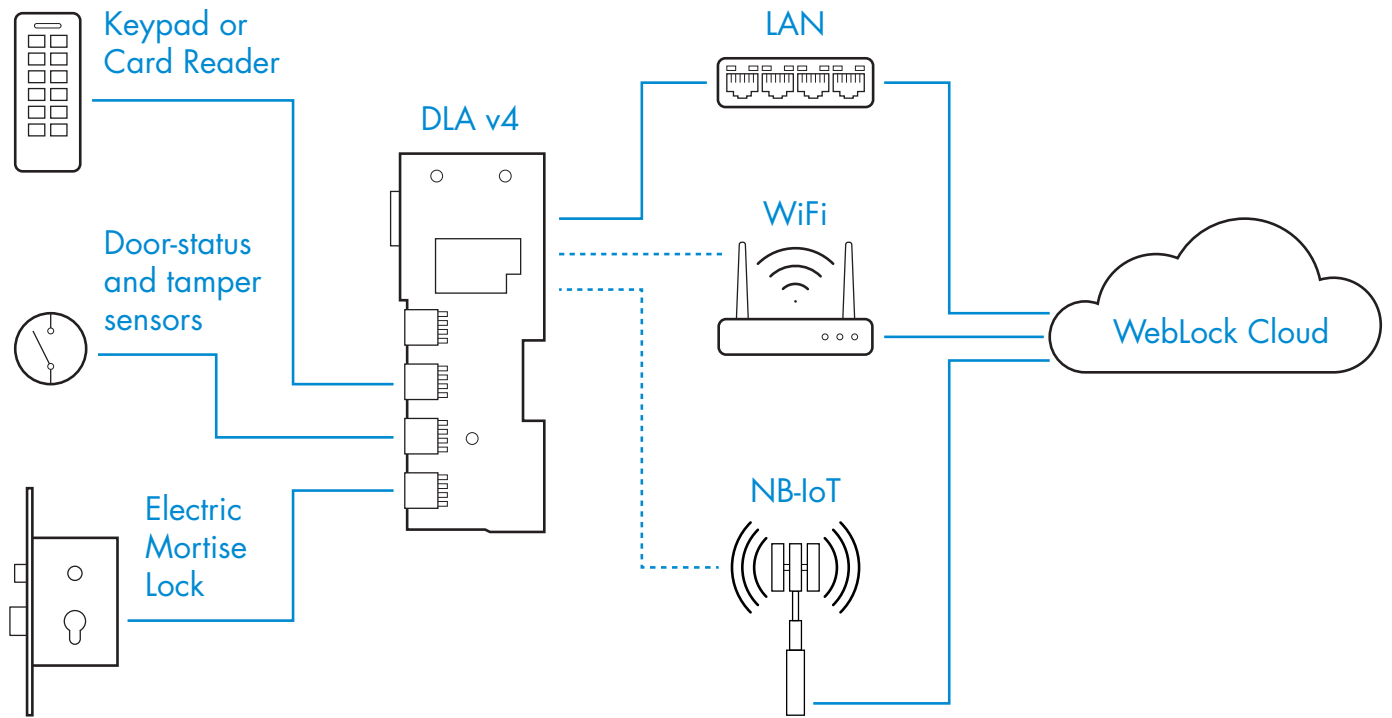 Keypad or
Card Reader
LAN
DLA v4
WiFi
Door-status
and tamper
sensors
WebLock Cloud
NB-IoT
Electric
Mortise
Lock